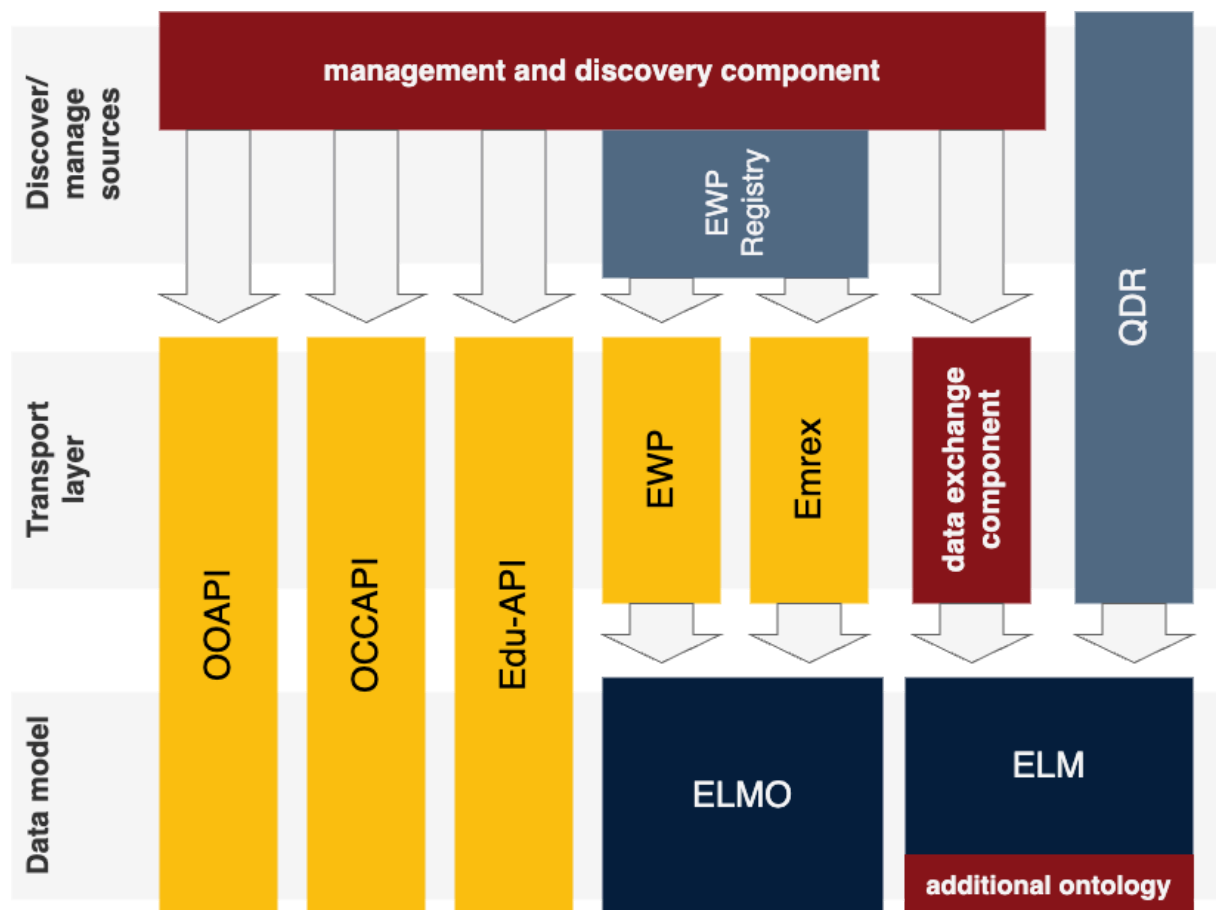 Discover/
manage
sources
management and discovery component
EWP
Registry
QDR
Transport
layer
OOAPI
OCCAPI
Edu-API
EWP
Emrex
data exchange
component
Data model
ELMO
ELM
additional ontology